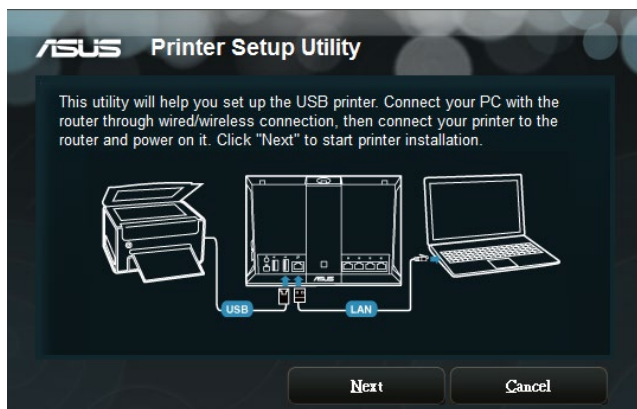 ASUS Printer Setup Utility
This utility will help you set up the USB printer. Connect your PC with the
router through wired/wireless connection, then connect your printer to the
router and power on it. Click "Next" to start printer installation.
ASUS
USB
LAN
Next
Cancel